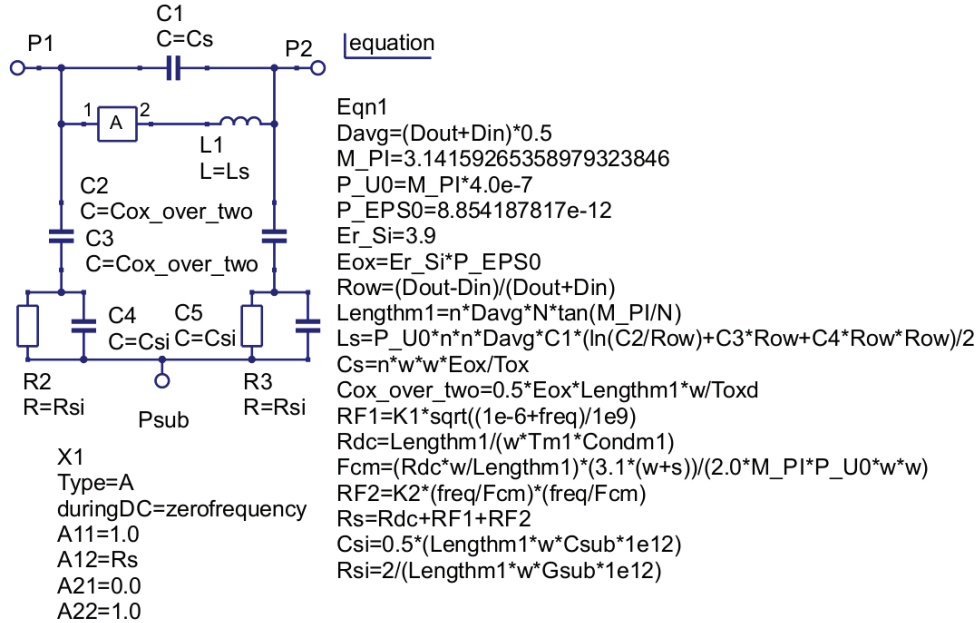 C1
C=Cs
P1
P2
equation
1
A
2
L1
L=Ls
C2
C=Cox_over_two
C3
C=Cox_over_two
C4
C=Csi
C5
C=Csi
R2
R=Rsi
R3
R=Rsi
Psub
X1
Type=A
duringDC=zerofrequency
A11=1.0
A12=Rs
A21=0.0
A22=1.0
Eqn1
Davg=(Dout+Din)*0.5
M_PI=3.14159265358979323846
P_U0=M_PI*4.0e-7
P_EPS0=8.854187817e-12
Er_Si=3.9
Eox=Er_Si*P_EPS0
Row=(Dout-Din)/(Dout+Din)
Lengthm1=n*Davg*N*tan(M_PI/N)
Ls=P_U0*n*n*Davg*C1*(ln(C2/Row)+C3*Row+C4*Row*Row)/2
Cs=n*w*w*Eox/Tox
Cox_over_two=0.5*Eox*Lengthm1*w/Toxd
RF1=K1*sqrt((1e-6+freq)/1e9)
Rdc=Lengthm1/(w*Tm1*Condm1)
Fcm=(Rdc*w/Lengthm1)*(3.1*(w+s))/(2.0*M_PI*P_U0*w*w)
RF2=K2*(freq/Fcm)*(freq/Fcm)
Rs=Rdc+RF1+RF2
Csi=0.5*(Lengthm1*w*Csub*1e12)
Rsi=2/(Lengthm1*w*Gsub*1e12)